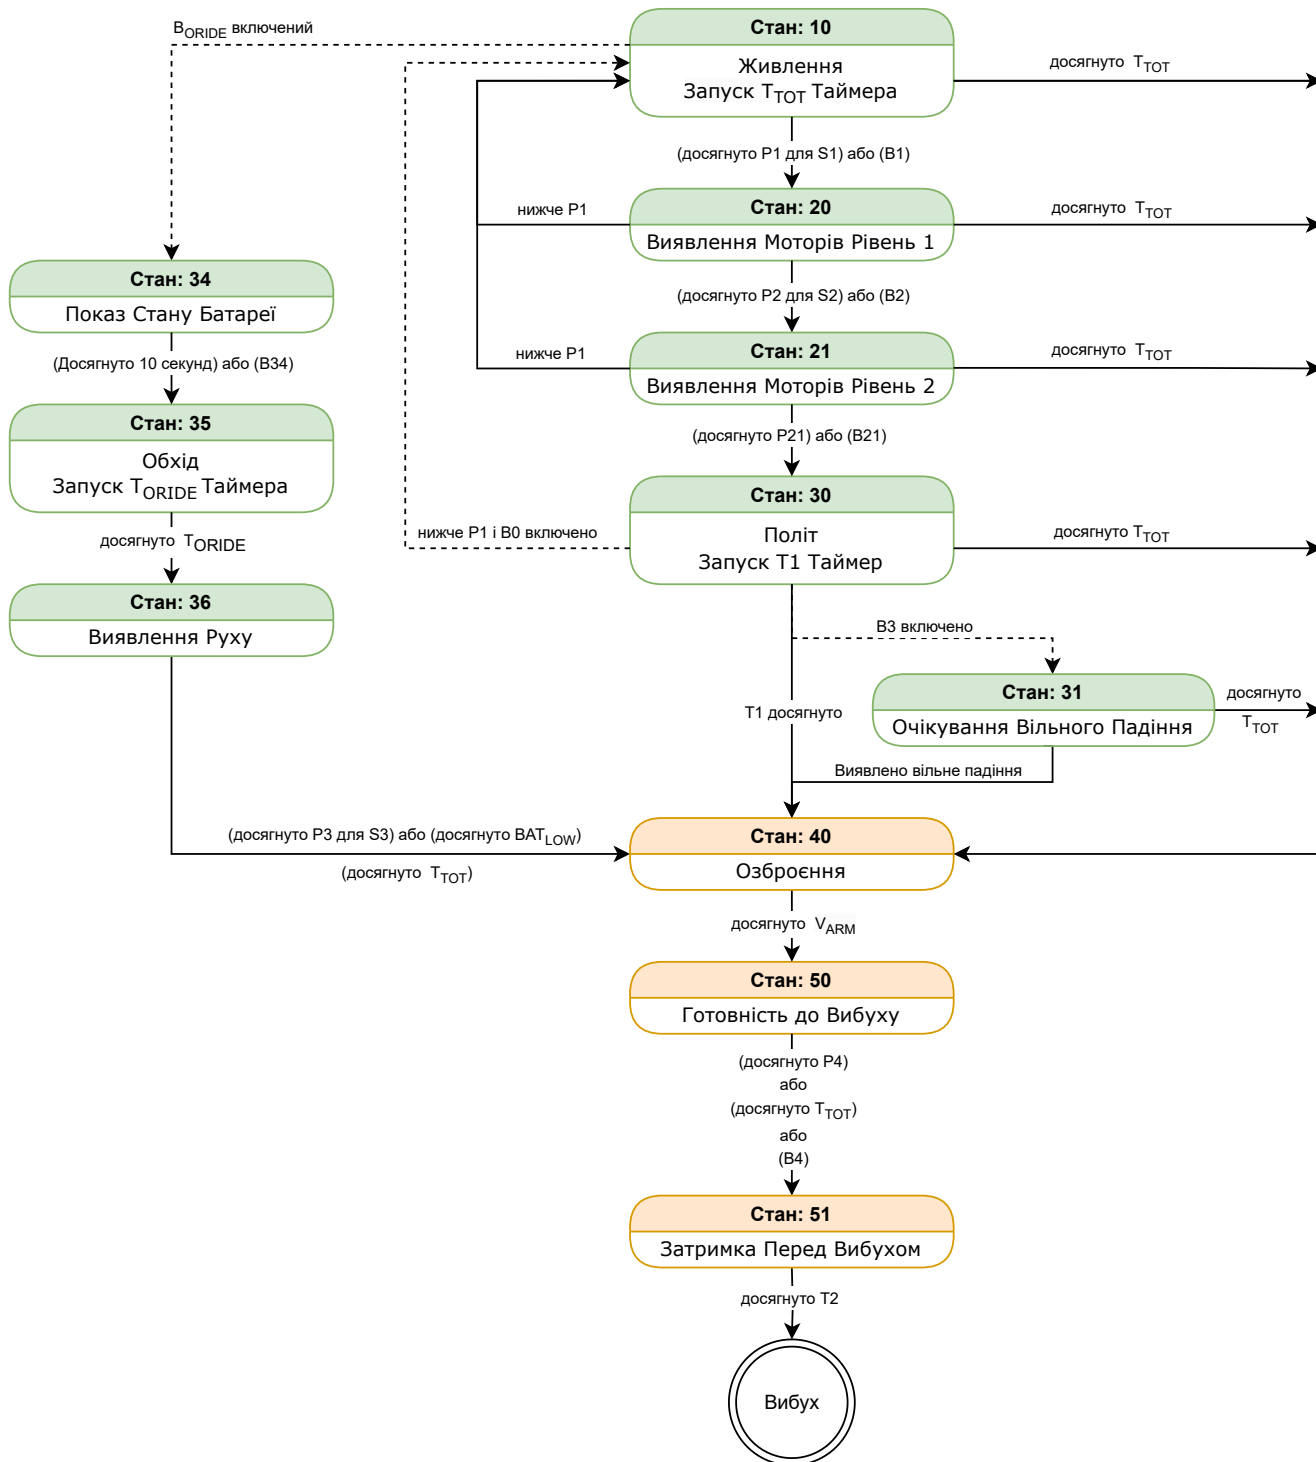 B_ORIDE включений
Стан: 10
Живлення
Запуск T_TOT Таймера
досягнуто T_TOT
(досягнуто P1 для S1) або (B1)
Стан: 20
Виявлення Моторів Рівень 1
нижче P1
досягнуто T_TOT
(досягнуто P2 для S2) або (B2)
Стан: 21
Виявлення Моторів Рівень 2
нижче P1
досягнуто T_TOT
(досягнуто P21) або (B21)
Стан: 30
Політ
Запуск T1 Таймер
нижче P1 і B0 включено
досягнуто T_TOT
Стан: 34
Показ Стану Батареї
(Досягнуто 10 секунд) або (B34)
Стан: 35
Обхід
Запуск T_ORIDE Таймера
досягнуто T_ORIDE
Стан: 36
Виявлення Руху
B3 включено
T1 досягнуто
Стан: 31
Очікування Вільного Падіння
досягнуто
T_TOT
Виявлено вільне падіння
(досягнуто P3 для S3) або (досягнуто BAT_LOW)
(досягнуто T_TOT)
Стан: 40
Озброєння
досягнуто V_ARM
Стан: 50
Готовність до Вибуху
(досягнуто P4)
або
(досягнуто T_TOT)
або
(B4)
Стан: 51
Затримка Перед Вибухом
досягнуто T2
Вибух